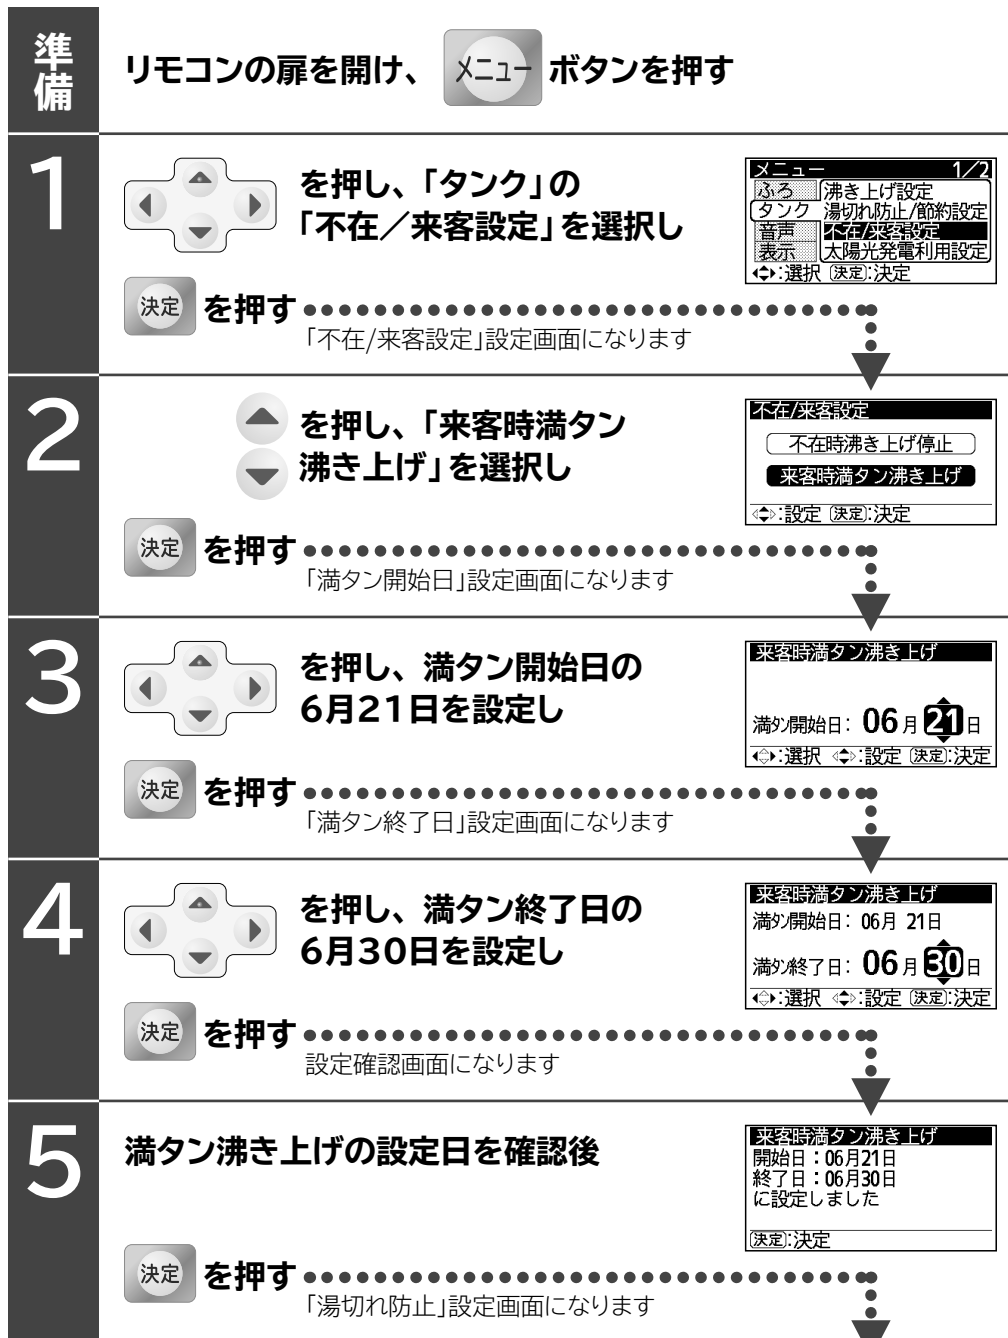 準備
リモコンの扉を開け、 メニュー ボタンを押す
1
を押し、「タンク」の
「不在／来客設定」を選択し
決定 を押す
「不在/来客設定」設定画面になります
メニュー 1/2
ふろ 沸き上げ設定
タンク 湯切れ防止/節約設定
音声 不在/来客設定
表示 太陽光発電利用設定
:選択 決定:決定
2
を押し、「来客時満タン
沸き上げ」を選択し
決定 を押す
「満タン開始日」設定画面になります
不在/来客設定
不在時沸き上げ停止
来客時満タン沸き上げ
:設定 決定:決定
3
を押し、満タン開始日の
6月21日を設定し
決定 を押す
「満タン終了日」設定画面になります
来客時満タン沸き上げ
満タン開始日：06月21日
:選択 :設定 決定:決定
4
を押し、満タン終了日の
6月30日を設定し
決定 を押す
設定確認画面になります
来客時満タン沸き上げ
満タン開始日：06月 21日
満タン終了日：06月30日
:選択 :設定 決定:決定
5
満タン沸き上げの設定日を確認後
決定 を押す
「湯切れ防止」設定画面になります
来客時満タン沸き上げ
開始日：06月21日
終了日：06月30日
に設定しました
決定:決定